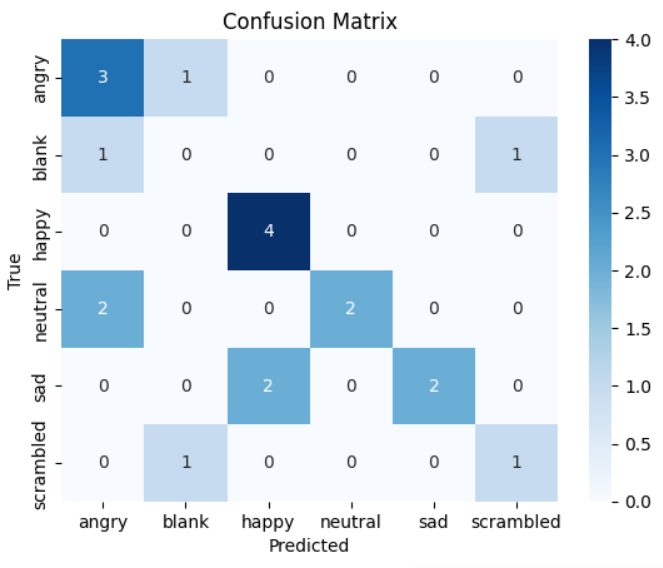 Confusion Matrix
angry 3 1 0 0 0 0
blank 1 0 0 0 0 1
happy 0 0 4 0 0 0
neutral 2 0 0 2 0 0
sad 0 0 2 0 2 0
scrambled 0 1 0 0 0 1
angry blank happy neutral sad scrambled
Predicted
True
4.0
3.5
3.0
2.5
2.0
1.5
1.0
0.5
0.0